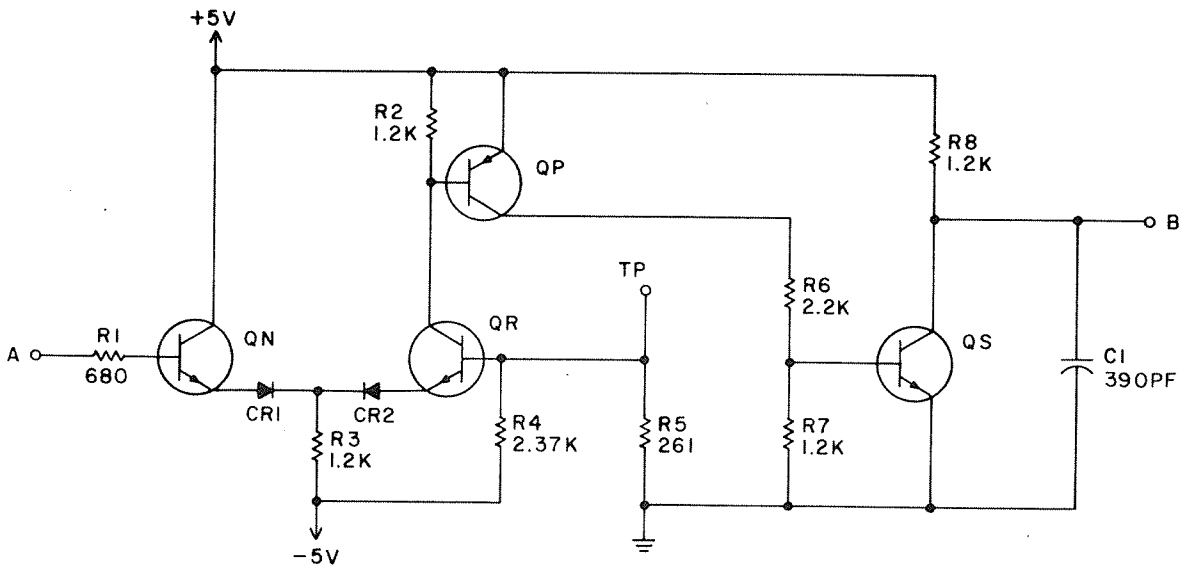 +5V
R2
1.2K
QP
R8
1.2K
B
TP
R6
2.2K
A
R1
680
QN
QR
QS
C1
390PF
CR1
CR2
R3
1.2K
R4
2.37K
R5
261
R7
1.2K
-5V